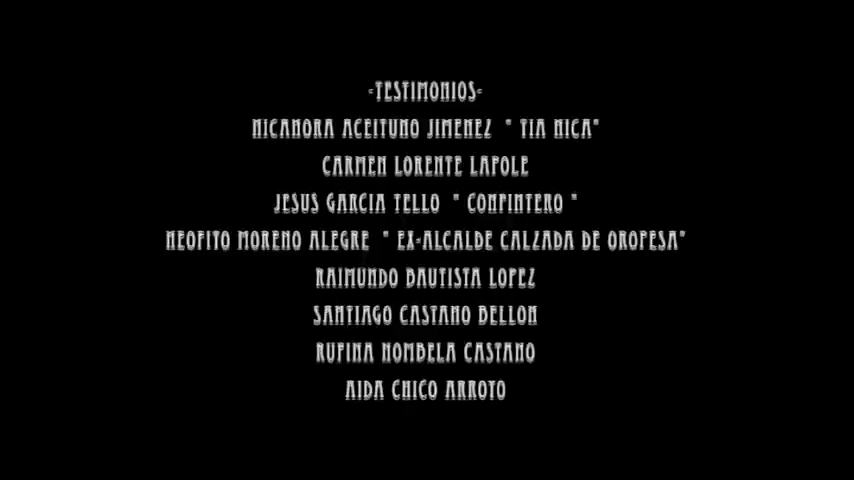 -TESTIMONIOS-
NICANORA ACEITUNO JIMENEZ " TIA NICA"
CARMEN LORENTE LAPOLE
JESUS GARCIA TELLO " CONFINTERO "
NEOFITO MORENO ALEGRE " EX-ALCALDE CALZADA DE OROPESA"
RAIMUNDO BAUTISTA LOPEZ
SANTIAGO CASTANO BELLON
RUFINA NOMBELA CASTANO
AIDA CHICO ARROYO